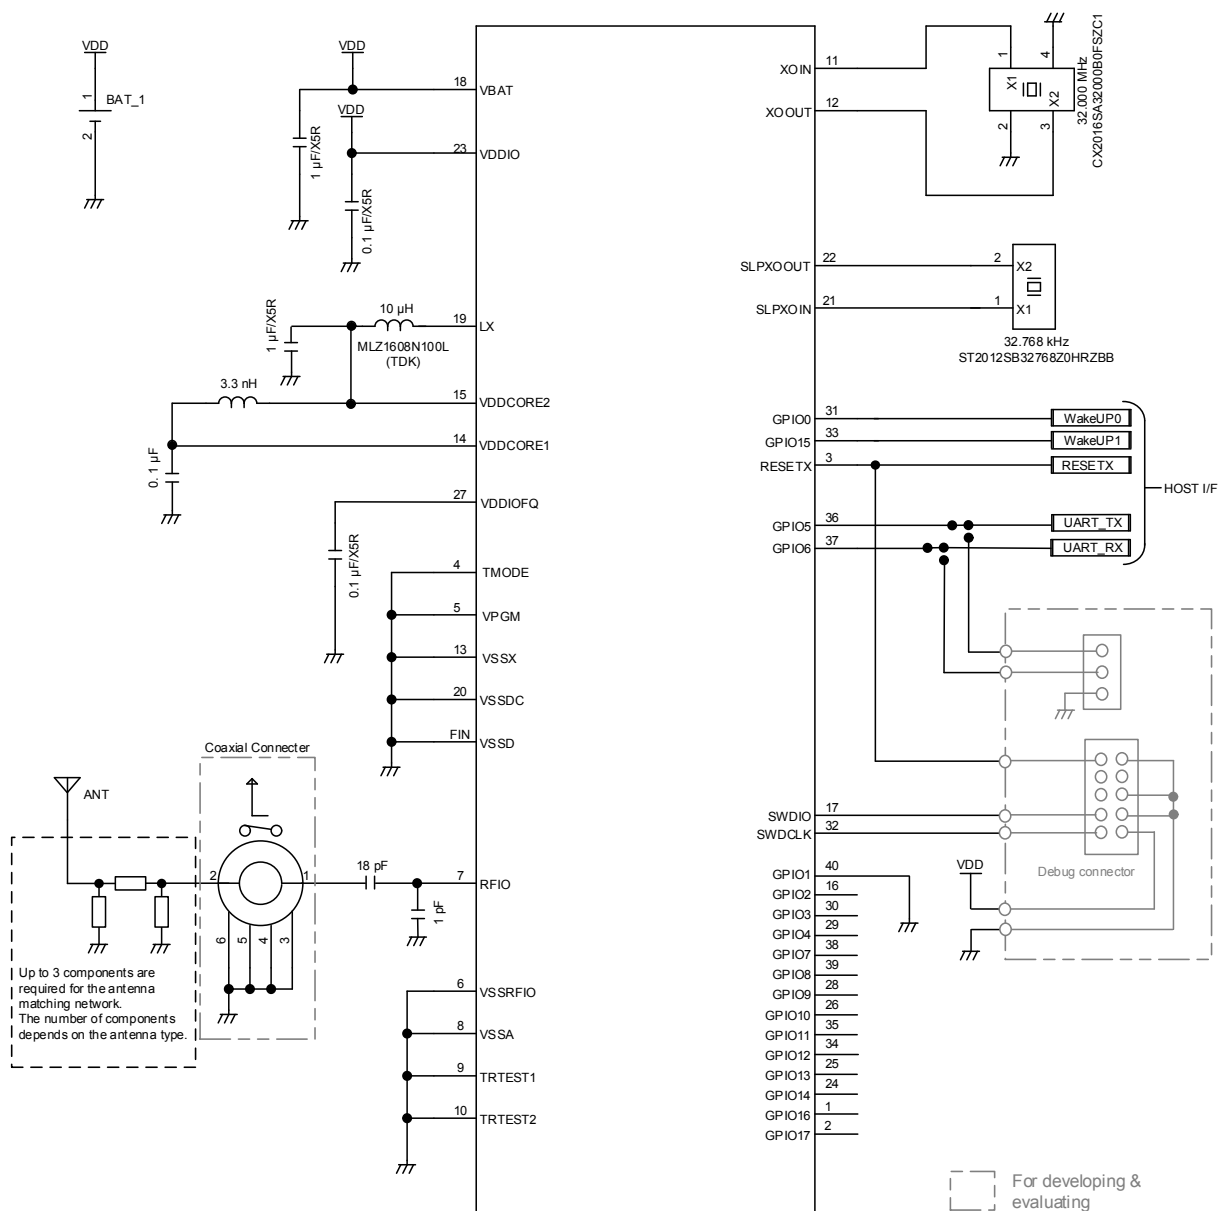 VDD
1
BAT_1
2
VDD
18
VBAT
1 µF/X5R
VDD
23
VDDIO
0.1 µF/X5R
1 µF/X5R
10 µH
19
LX
MLZ1608N100L
(TDK)
3.3 nH
15
VDDCORE2
14
VDDCORE1
0. 1 µF
27
VDDIOFQ
0.1 µF/X5R
4
TMODE
5
VPGM
13
VSSX
20
VSSDC
FIN
VSSD
Coaxial Connecter
ANT
2
1
6
5
4
3
18 pF
7
RFIO
1 pF
Up to 3 components are
required for the antenna
matching network.
The number of components
depends on the antenna type.
6
VSSRFIO
8
VSSA
9
TRTEST1
10
TRTEST2
XOIN
11
XOOUT
12
1
4
X1
X2
2
3
32.000 MHz
CX2016SA32000B0FSZC1
SLPXOOUT
22
2
X2
SLPXOIN
21
1
X1
32.768 kHz
ST2012SB32768Z0HRZBB
GPIO0
31
WakeUP0
GPIO15
33
WakeUP1
RESETX
3
RESETX
HOST I/F
GPIO5
36
UART_TX
GPIO6
37
UART_RX
SWDIO
17
SWDCLK
32
VDD
Debug connector
GPIO1
40
GPIO2
16
GPIO3
30
GPIO4
29
GPIO7
38
GPIO8
39
GPIO9
28
GPIO10
26
GPIO11
35
GPIO12
34
GPIO13
25
GPIO14
24
GPIO16
1
GPIO17
2
For developing &
evaluating